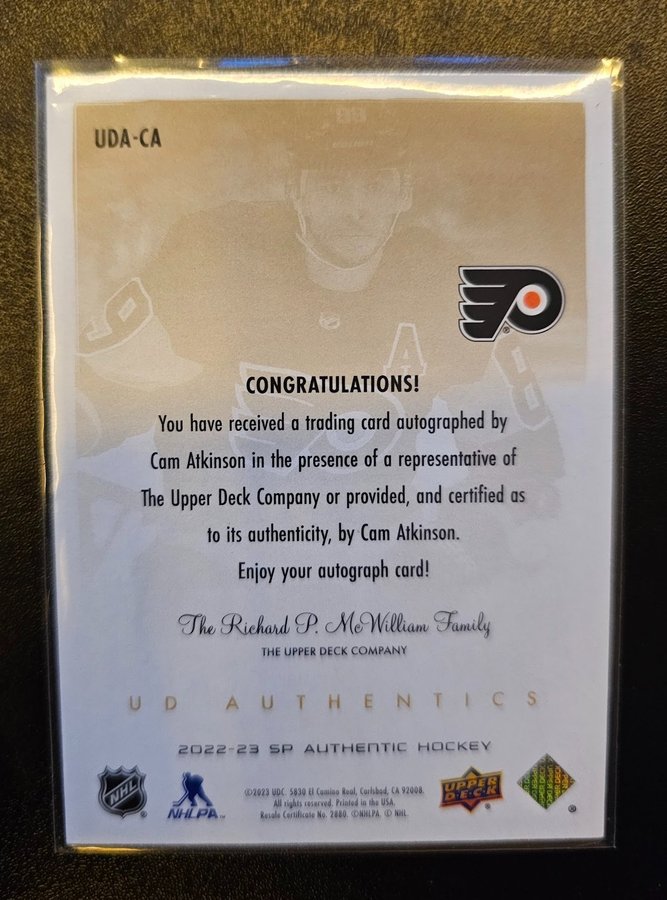 UDA-CA
CONGRATULATIONS!
You have received a trading card autographed by
Cam Atkinson in the presence of a representative of
The Upper Deck Company or provided, and certified as
to its authenticity, by Cam Atkinson.
Enjoy your autograph card!
The Richard P. McWilliam Family
THE UPPER DECK COMPANY
UD AUTHENTICS
2022-23 SP AUTHENTIC HOCKEY
NHL ®
NHLPA™
©2023 UDC. 5830 El Camino Real, Carlsbad, CA 92008.
All rights reserved. Printed in the USA.
Resale Certificate No. 2880. ©NHLPA. © NHL.
UPPER DECK ®